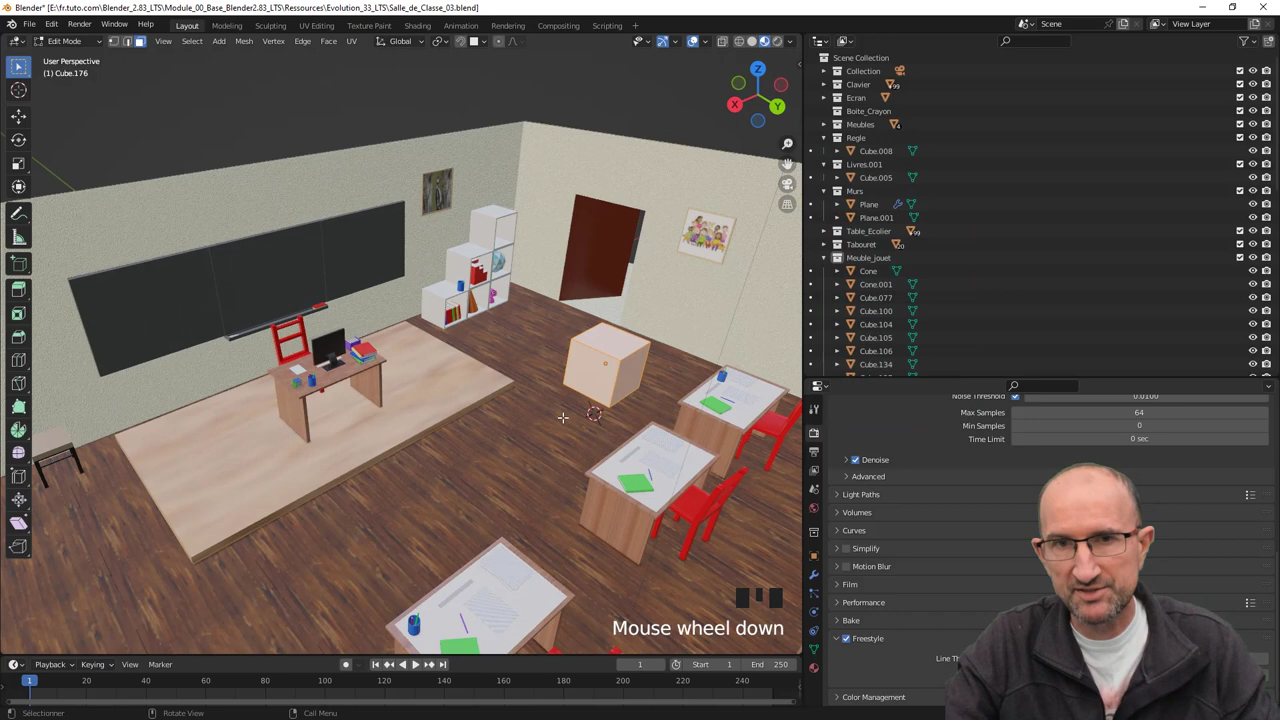 Blender* [E:\fr.tuto.com\Blender_2.83_LTS\Module_00_Base_Blender2.83_LTS\Ressources\Evolution_33_LTS\Salle_de_Classe_03.blend]
File Edit Render Window Help Layout Modeling Sculpting UV Editing Texture Paint Shading Animation Rendering Compositing Scripting Scene View Layer
Edit Mode View Select Add Mesh Vertex Edge Face UV Global
User Perspective
(1) Cube.176
Z
X
Y
Scene Collection
Collection
Clavier 99
Ecran
Boite_Crayon
Meubles 4
Regle
Cube.008
Livres.001
Cube.005
Murs
Plane
Plane.001
Table_Ecolier 99
Tabouret 20
Meuble_jouet
Cone
Cone.001
Cube.077
Cube.100
Cube.104
Cube.105
Cube.106
Cube.134
Noise Threshold 0.0100
Max Samples 64
Min Samples 0
Time Limit 0 sec
Denoise
Advanced
Light Paths
Volumes
Curves
Simplify
Motion Blur
Film
Performance
Bake
Freestyle
Color Management
Mouse wheel down
Playback Keying View Marker 1 Start 1 End 250
1 20 40 60 80 100 120 140 160 180 200 220 240
Sélectionner Rotate View Call Menu